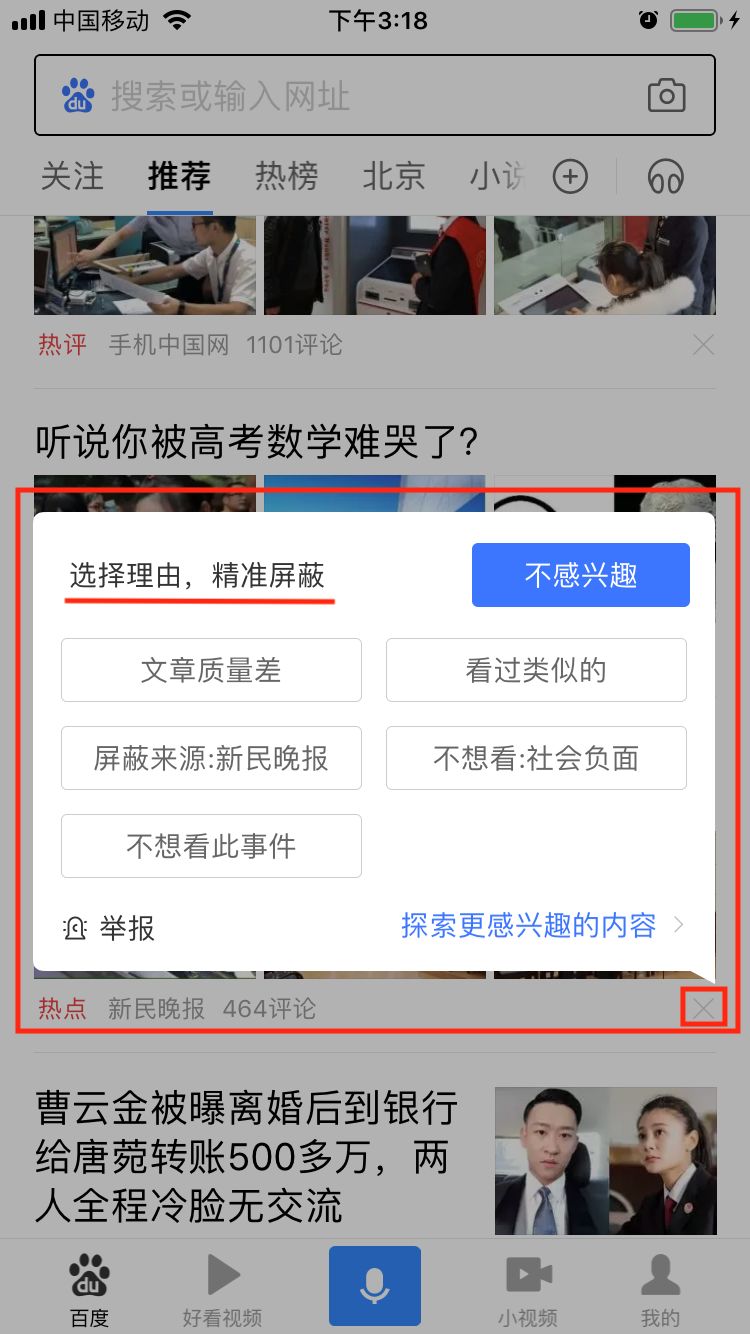 中国移动 下午3:18
du 搜索或输入网址
关注 推荐 热榜 北京 小说
热评 手机中国网 1101评论
听说你被高考数学难哭了?
选择理由，精准屏蔽 不感兴趣
文章质量差 看过类似的
屏蔽来源:新民晚报 不想看:社会负面
不想看此事件
举报 探索更感兴趣的内容
热点 新民晚报 464评论
曹云金被曝离婚后到银行
给唐菀转账500多万，两
人全程冷脸无交流
du
百度 好看视频 小视频 我的